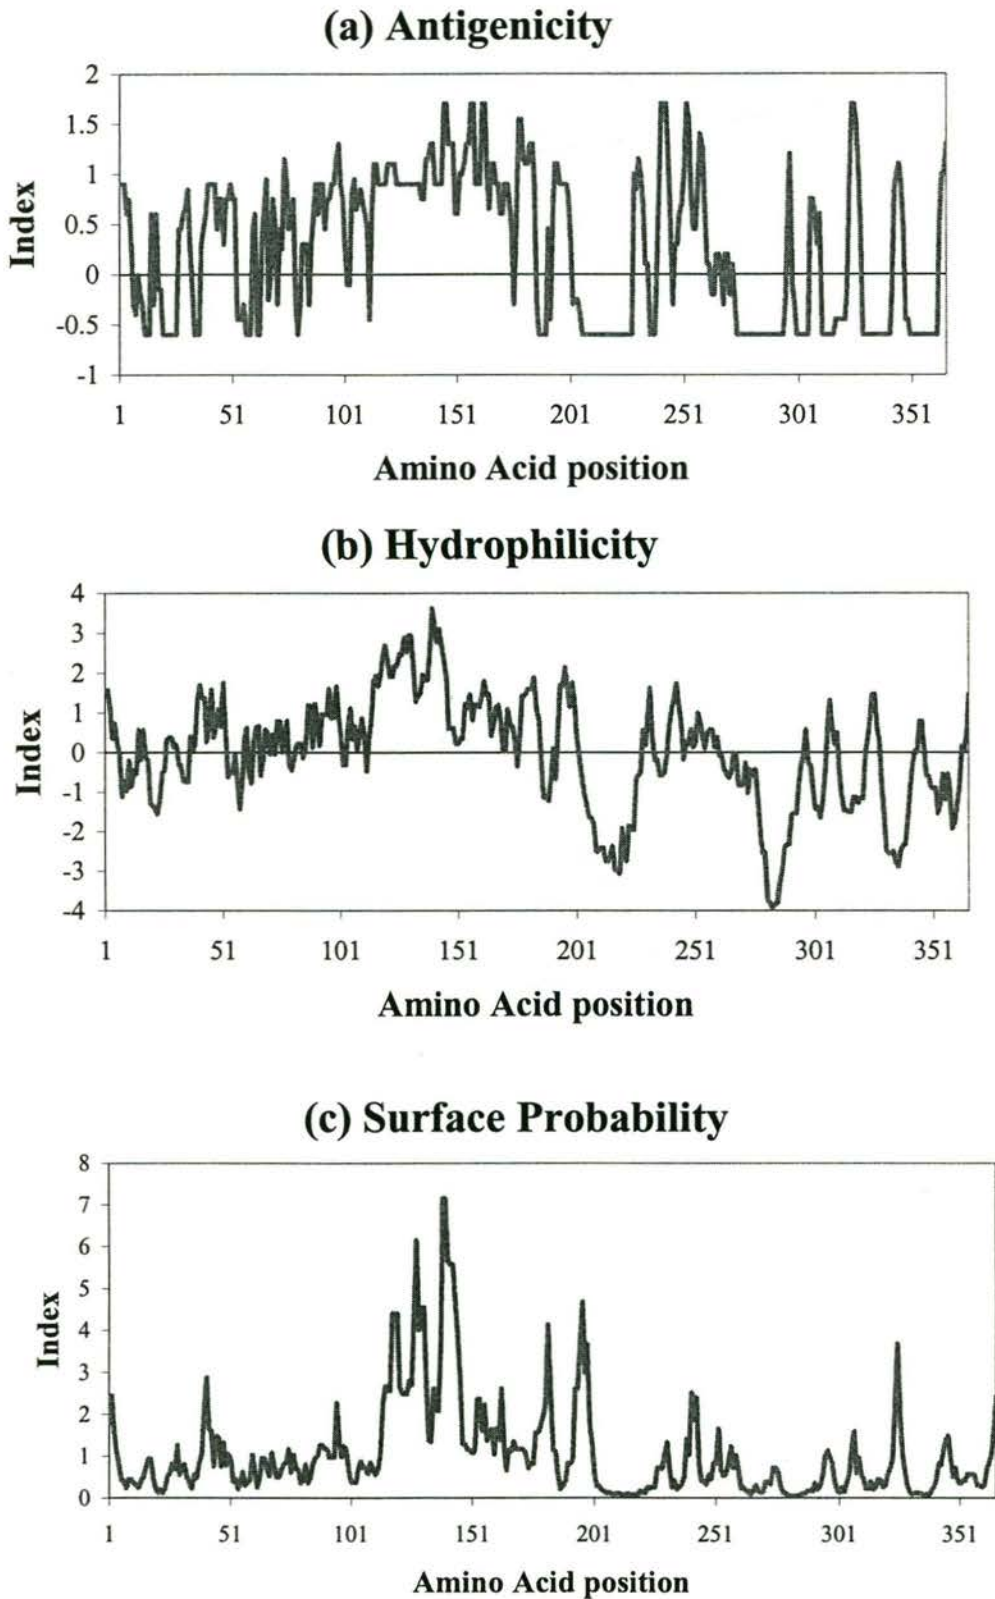 (a) Antigenicity
2
1.5
1
0.5
0
-0.5
-1
Index
1 51 101 151 201 251 301 351
Amino Acid position
(b) Hydrophilicity
4
3
2
1
0
-1
-2
-3
-4
Index
1 51 101 151 201 251 301 351
Amino Acid position
(c) Surface Probability
8
7
6
5
4
3
2
1
0
Index
1 51 101 151 201 251 301 351
Amino Acid position